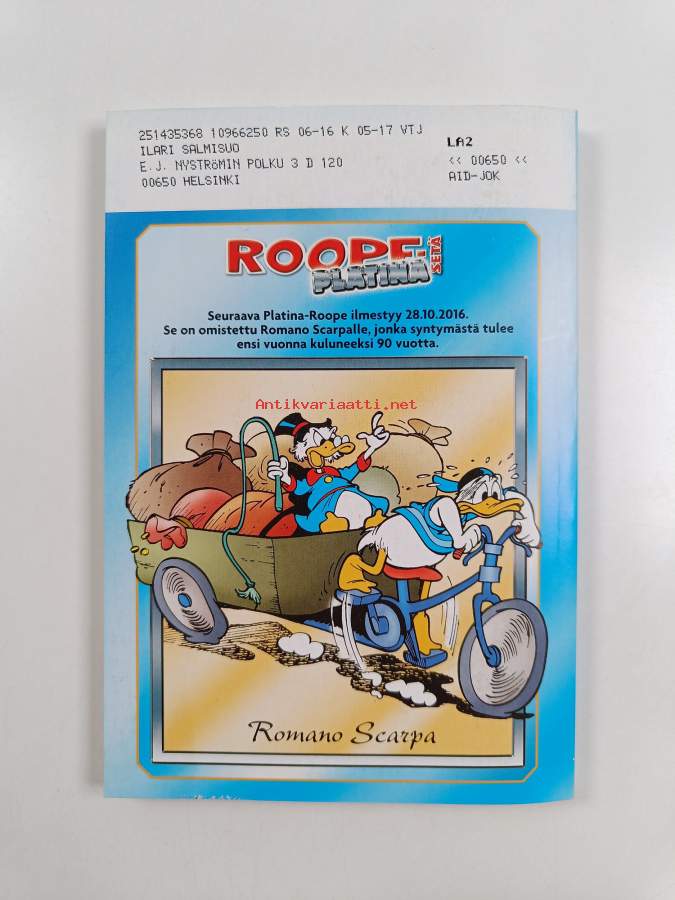 251435368 10966250 RS 06-16 K 05-17 VTJ
ILARI SALMISUO
E.J. NYSTRÖMIN POLKU 3 D 120
00650 HELSINKI
LA2
<< 00650 <<
AID-JOK
ROOPE-SETÄ
PLATINA
Seuraava Platina-Roope ilmestyy 28.10.2016.
Se on omistettu Romano Scarpalle, jonka syntymästä tulee
ensi vuonna kuluneeksi 90 vuotta.
Antikvariaatti.net
Romano Scarpa